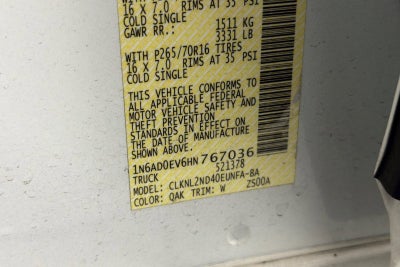 16 X 7.0 RIMS AT 35 PSI
COLD SINGLE
GAWR RR.: 1511 KG
3331 LB
WITH P265/70R16 TIRES
16 X 7.0 RIMS AT 35 PSI
COLD SINGLE
THIS VEHICLE CONFORMS TO
ALL APPLICABLE FEDERAL
MOTOR VEHICLE SAFETY AND
THEFT PREVENTION
STANDARDS IN EFFECT ON
THE DATE OF MANUFACTURE
SHOWN ABOVE.
1N6AD0EV6HN767036
TRUCK 521378
MODEL: CLKNL2ND40EUNFA-8A
COLOR: QAK TRIM: W ZS00A